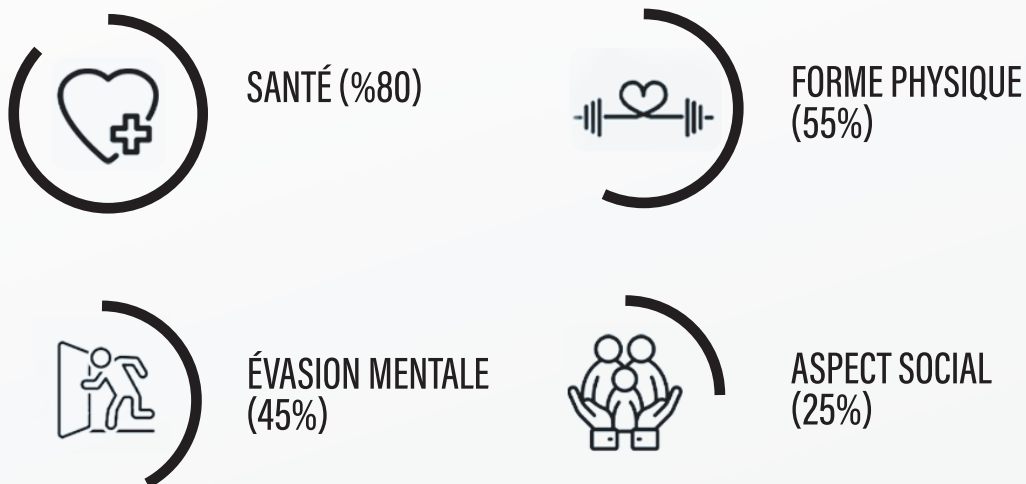 SANTÉ (%80)
FORME PHYSIQUE
(55%)
ÉVASION MENTALE
(45%)
ASPECT SOCIAL
(25%)